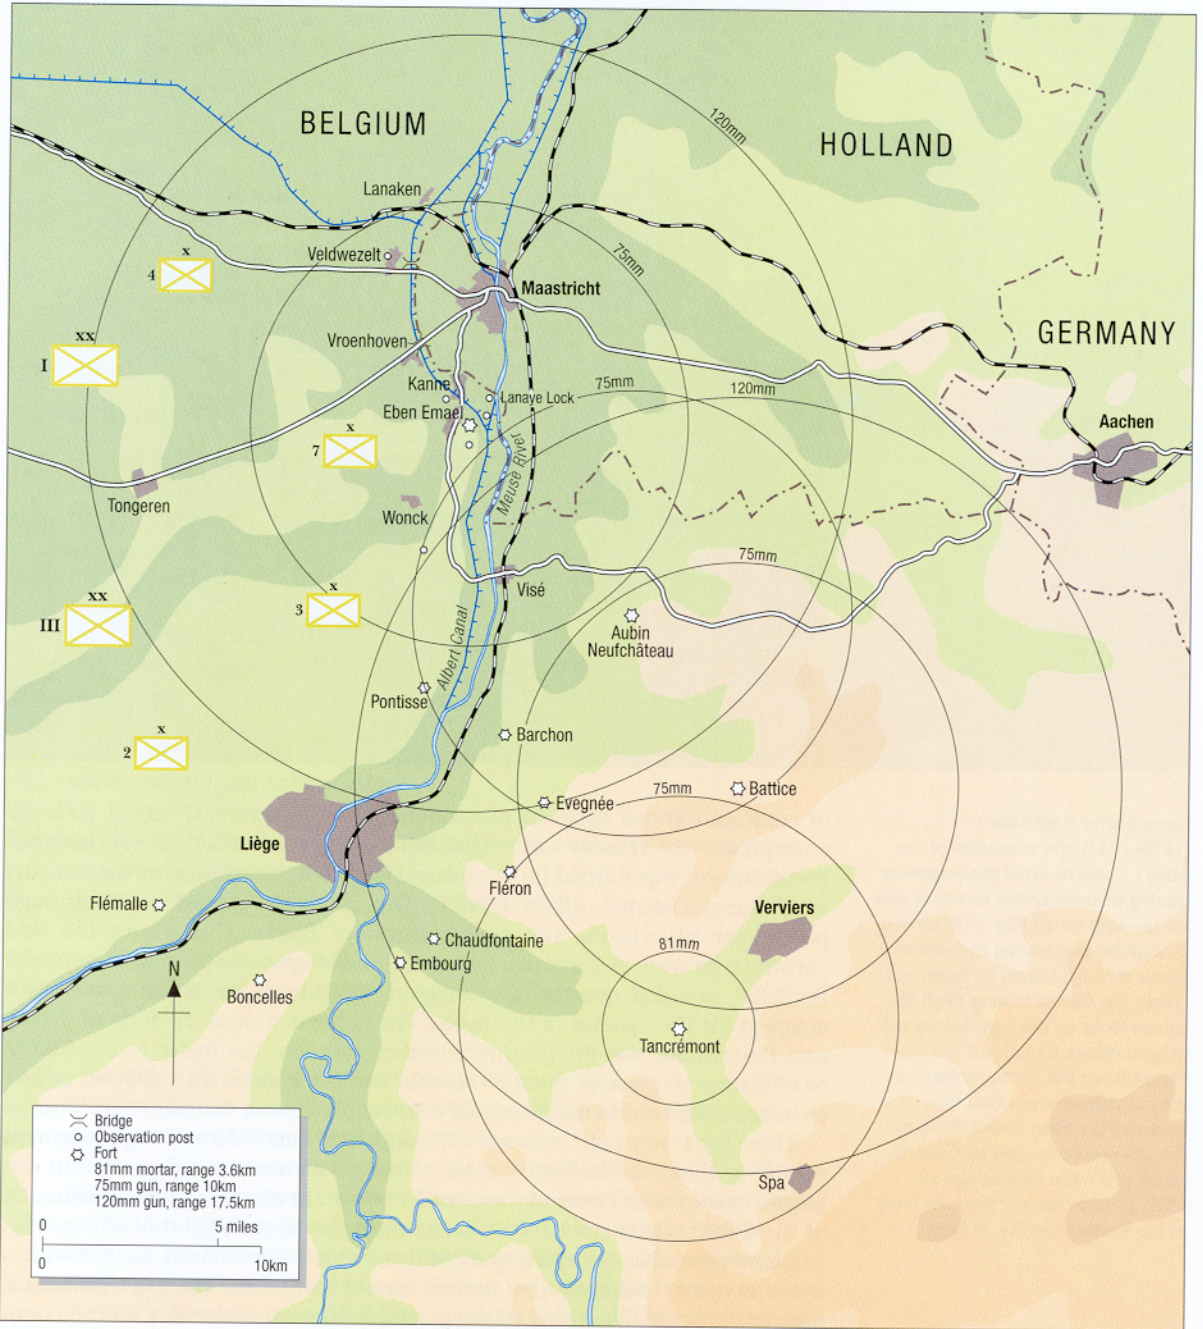 BELGIUM
HOLLAND
GERMANY
120mm
Lanaken
Veldwezelt
75mm
Maastricht
x
4
xx
I
Vroenhoven
Kanne
Lanaye Lock
Eben Emael
75mm
120mm
Aachen
x
7
Meuse River
Tongeren
Wonck
75mm
Visé
x
3
xx
III
Albert Canal
Aubin
Neufchâteau
Pontisse
Barchon
x
2
75mm
Battice
Evegnée
Liège
Fléron
Flémalle
Verviers
Chaudfontaine
81mm
Embourg
N
Boncelles
Tancrémont
Spa
Bridge
Observation post
Fort
81mm mortar, range 3.6km
75mm gun, range 10km
120mm gun, range 17.5km
0
5 miles
0
10km